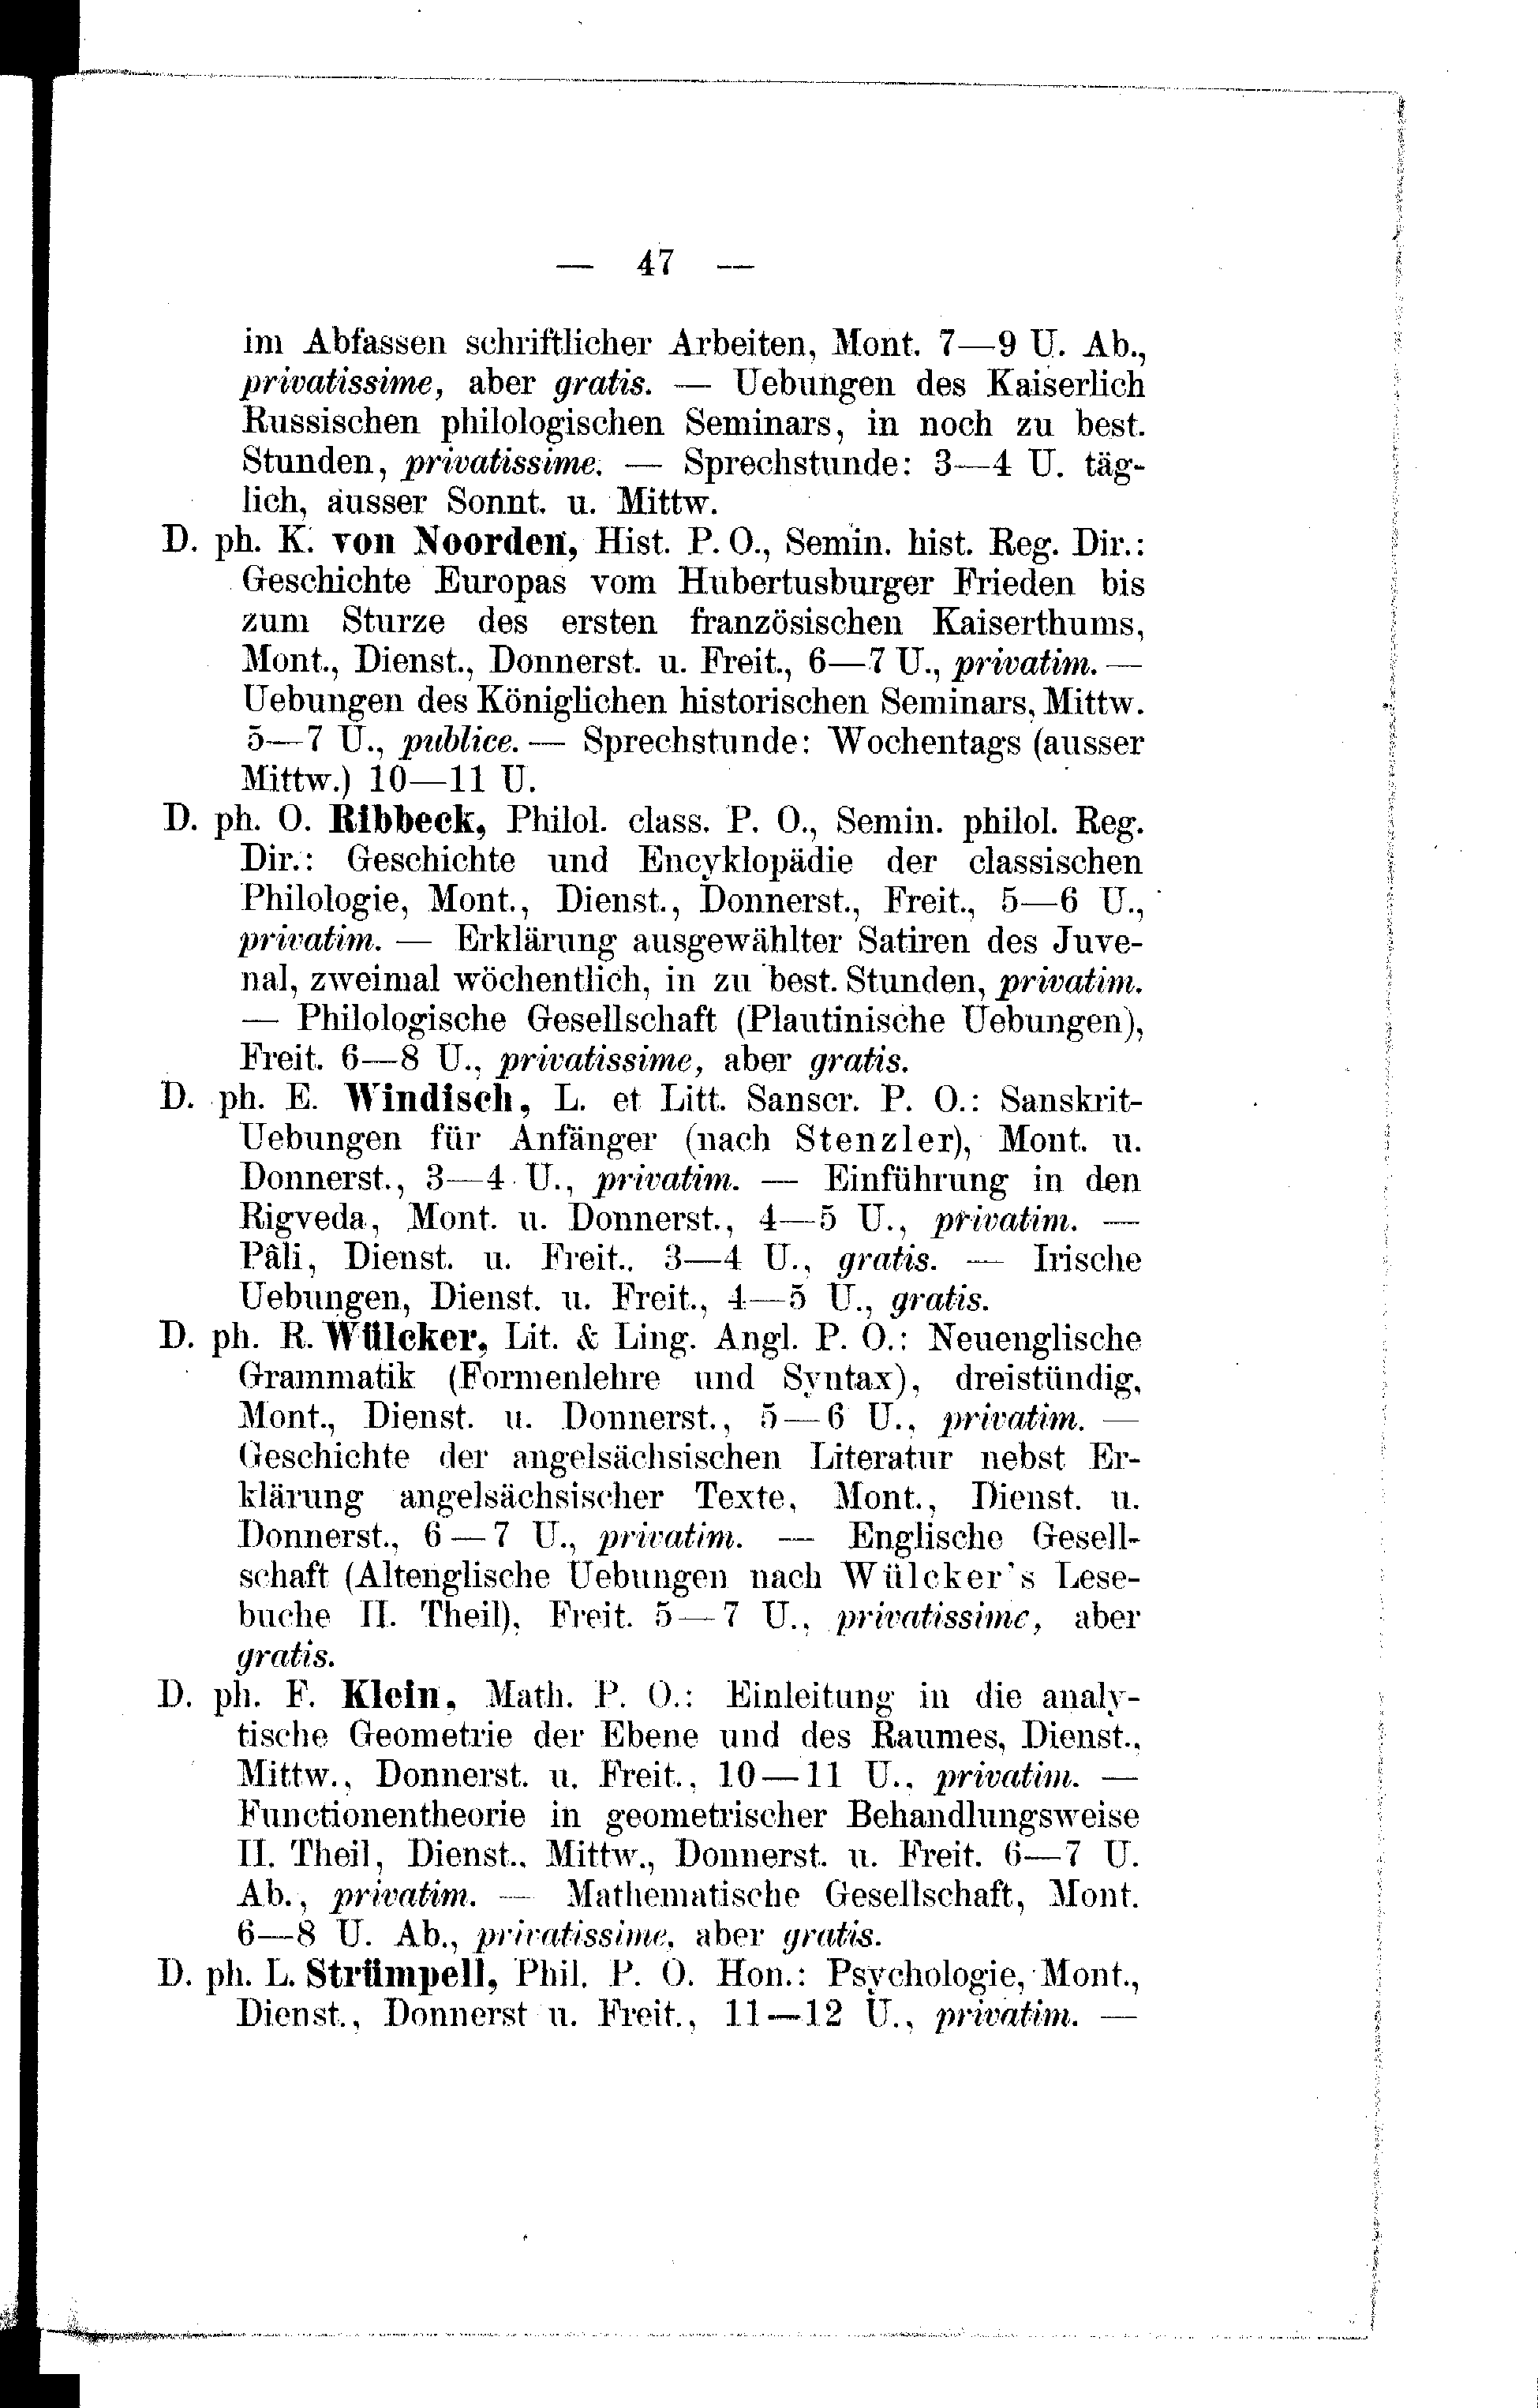 — 47 —
im Abfassen schriftlicher Arbeiten, Mont. 7—9 U. Ab.,
privatissime, aber gratis. — Uebungen des Kaiserlich
Russischen philologischen Seminars, in noch zu best.
Stunden, privatissime. — Sprechstunde: 3—4 U. täg-
lich, ausser Sonnt. u. Mittw.
D. ph. K. von Noorden, Hist. P. O., Semin. hist. Reg. Dir.:
Geschichte Europas vom Hubertusburger Frieden bis
zum Sturze des ersten französischen Kaiserthums,
Mont., Dienst., Donnerst. u. Freit., 6—7 U., privatim. —
Uebungen des Königlichen historischen Seminars, Mittw.
5—7 U., publice. — Sprechstunde: Wochentags (ausser
Mittw.) 10—11 U.
D. ph. O. Ribbeck, Philol. class. P. O., Semin. philol. Reg.
Dir.: Geschichte und Encyklopädie der classischen
Philologie, Mont., Dienst., Donnerst., Freit., 5—6 U.,
privatim. — Erklärung ausgewählter Satiren des Juve-
nal, zweimal wöchentlich, in zu best. Stunden, privatim.
— Philologische Gesellschaft (Plautinische Uebungen),
Freit. 6—8 U., privatissime, aber gratis.
D. ph. E. Windisch, L. et Litt. Sanscr. P. O.: Sanskrit-
Uebungen für Anfänger (nach Stenzler), Mont. u.
Donnerst., 3—4 U., privatim. — Einführung in den
Rigveda, Mont. u. Donnerst., 4—5 U., privatim. —
Pâli, Dienst. u. Freit., 3—4 U., gratis. — Irische
Uebungen, Dienst. u. Freit., 4—5 U., gratis.
D. ph. R. Wülcker, Lit. & Ling. Angl. P. O.: Neuenglische
Grammatik (Formenlehre und Syntax), dreistündig,
Mont., Dienst. u. Donnerst., 5—6 U., privatim. —
Geschichte der angelsächsischen Literatur nebst Er-
klärung angelsächsischer Texte, Mont., Dienst. u.
Donnerst., 6—7 U., privatim. — Englische Gesell-
schaft (Altenglische Uebungen nach Wülcker's Lese-
buche II. Theil), Freit. 5—7 U., privatissime, aber
gratis.
D. ph. F. Klein, Math. P. O.: Einleitung in die analy-
tische Geometrie der Ebene und des Raumes, Dienst.,
Mittw., Donnerst. u. Freit., 10—11 U., privatim. —
Functionentheorie in geometrischer Behandlungsweise
II. Theil, Dienst., Mittw., Donnerst. u. Freit. 6—7 U.
Ab., privatim. — Mathematische Gesellschaft, Mont.
6—8 U. Ab., privatissime, aber gratis.
D. ph. L. Strümpell, Phil. P. O. Hon.: Psychologie, Mont.,
Dienst., Donnerst u. Freit., 11—12 U., privatim. —